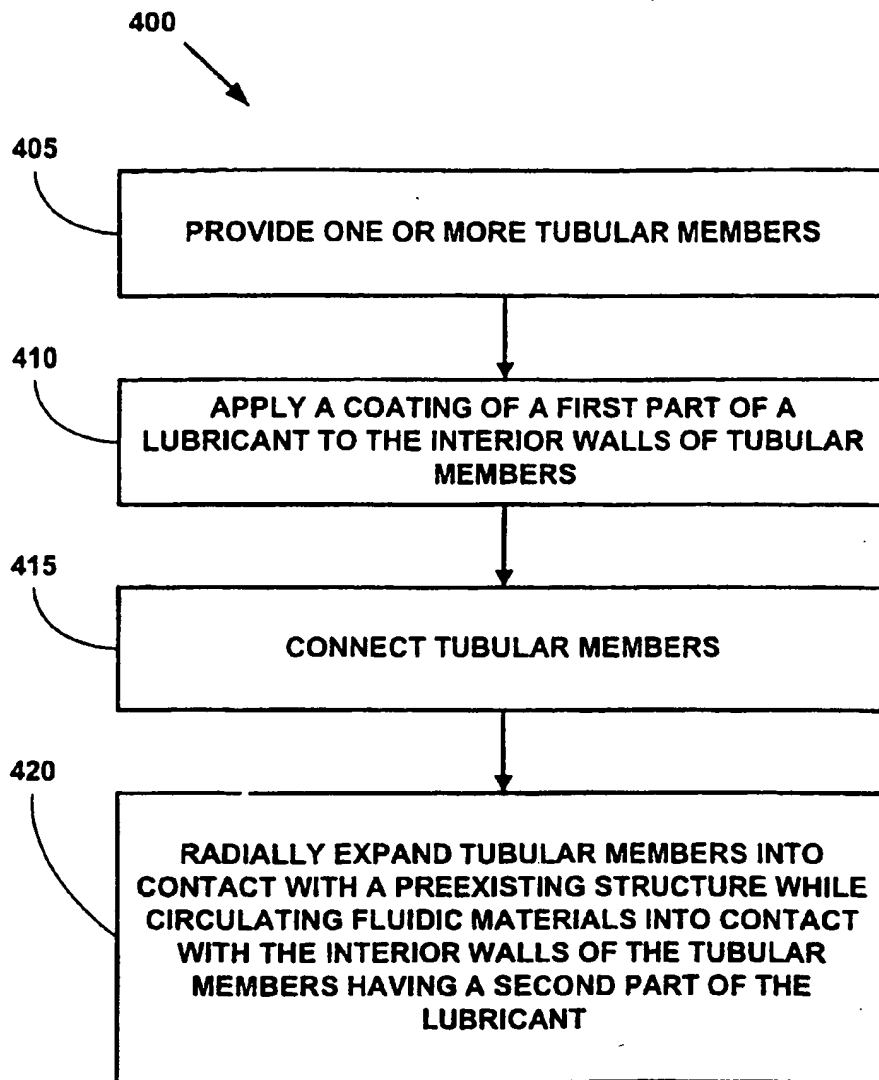 400
405
PROVIDE ONE OR MORE TUBULAR MEMBERS
410
APPLY A COATING OF A FIRST PART OF A
LUBRICANT TO THE INTERIOR WALLS OF TUBULAR
MEMBERS
415
CONNECT TUBULAR MEMBERS
420
RADIALLY EXPAND TUBULAR MEMBERS INTO
CONTACT WITH A PREEXISTING STRUCTURE WHILE
CIRCULATING FLUIDIC MATERIALS INTO CONTACT
WITH THE INTERIOR WALLS OF THE TUBULAR
MEMBERS HAVING A SECOND PART OF THE
LUBRICANT